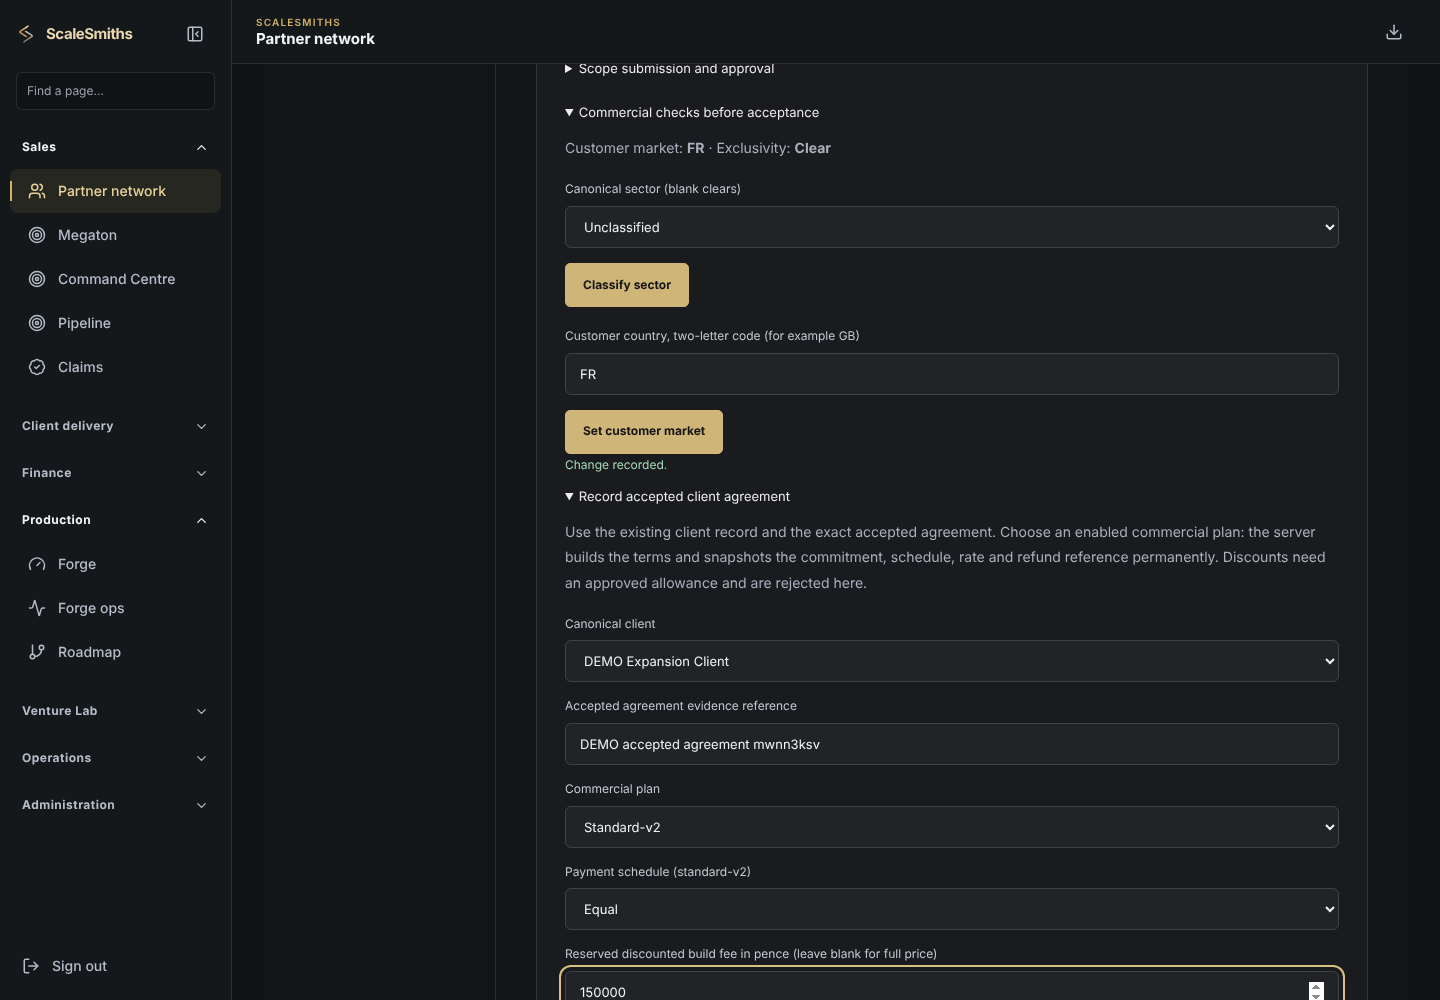 ScaleSmiths
SCALESMITHS
Partner network
Find a page...
Sales
Partner network
Megaton
Command Centre
Pipeline
Claims
Client delivery
Finance
Production
Forge
Forge ops
Roadmap
Venture Lab
Operations
Administration
Sign out
Scope submission and approval
Commercial checks before acceptance
Customer market: FR · Exclusivity: Clear
Canonical sector (blank clears)
Unclassified
Classify sector
Customer country, two-letter code (for example GB)
FR
Set customer market
Change recorded.
Record accepted client agreement
Use the existing client record and the exact accepted agreement. Choose an enabled commercial plan: the server
builds the terms and snapshots the commitment, schedule, rate and refund reference permanently. Discounts need
an approved allowance and are rejected here.
Canonical client
DEMO Expansion Client
Accepted agreement evidence reference
DEMO accepted agreement mwnn3ksv
Commercial plan
Standard-v2
Payment schedule (standard-v2)
Equal
Reserved discounted build fee in pence (leave blank for full price)
150000